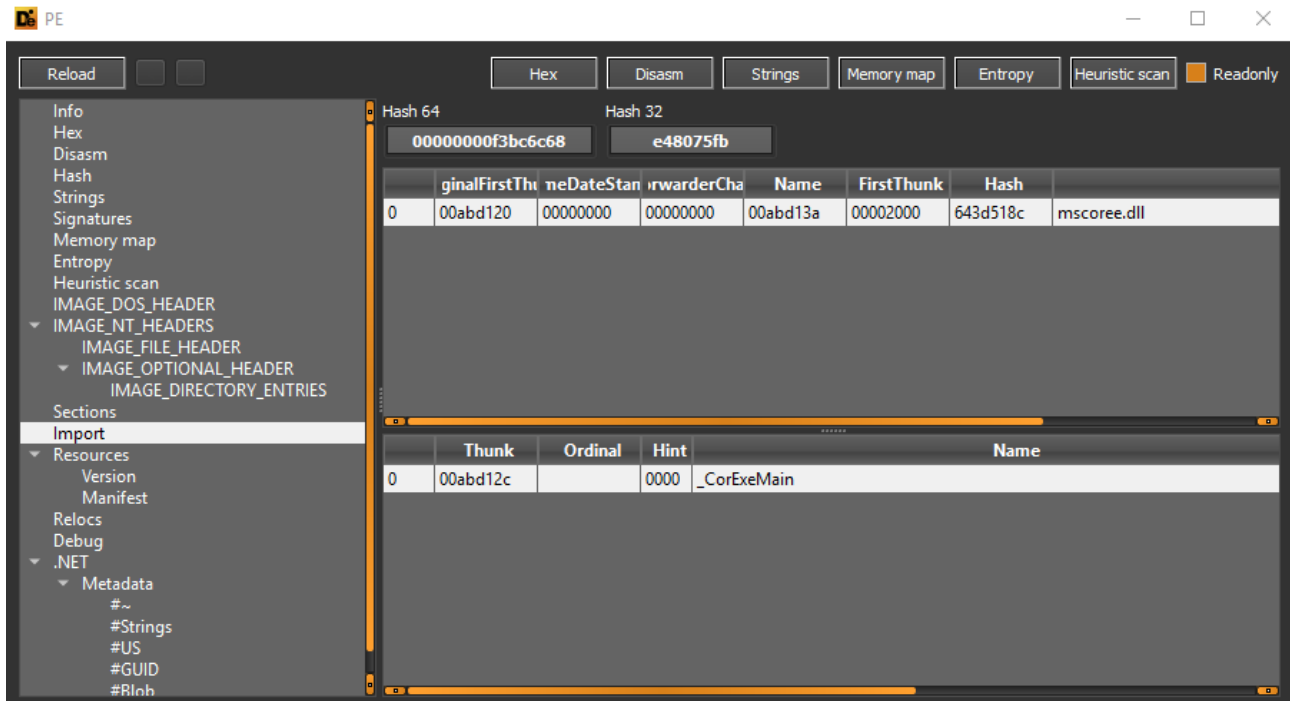 PE
Reload Hex Disasm Strings Memory map Entropy Heuristic scan Readonly
Info
Hex
Disasm
Hash
Strings
Signatures
Memory map
Entropy
Heuristic scan
IMAGE_DOS_HEADER
IMAGE_NT_HEADERS
IMAGE_FILE_HEADER
IMAGE_OPTIONAL_HEADER
IMAGE_DIRECTORY_ENTRIES
Sections
Import
Resources
Version
Manifest
Relocs
Debug
.NET
Metadata
#~
#Strings
#US
#GUID
#Blob
Hash 64 Hash 32
00000000f3bc6c68 e48075fb
ginalFirstThu neDateStan orwarderCha Name FirstThunk Hash
0 00abd120 00000000 00000000 00abd13a 00002000 643d518c mscoree.dll
Thunk Ordinal Hint Name
0 00abd12c 0000 _CorExeMain